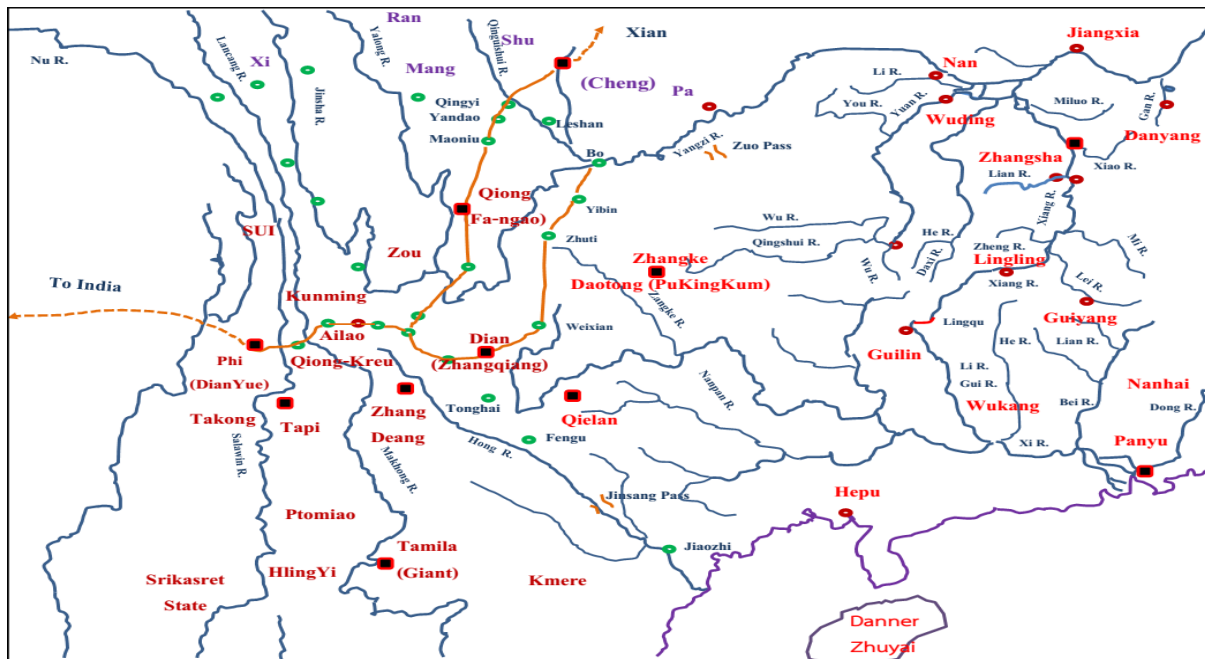 Ran
Shu
Xian
Jiangxia
Nu R.
Lancang R.
Xi
Jinsha R.
Yalong R.
Mang
Qinguishui R.
(Cheng)
Pa
Li R.
Nan
You R.
Yuan R.
Wuding
Miluo R.
Gan R.
Danyang
Qingyi
Yandao
Maoniu
Leshan
Bo
Yangzi R.
Zuo Pass
Zhangsha
Xiao R.
Lian R.
Xiang R.
Qiong
Fa-ngao)
Yibin
Zhuti
SUI
Zou
Wu R.
Qingshui R.
Wu R.
He R.
Daxi R.
Zheng R.
Lingling
Xiang R.
Mi R.
Lei R.
Guiyang
Zhangke
Daotong (PuKingKum)
Zangke R.
To India
Kunming
Ailao
Qiong-Kreu
Dian
(Zhangqiang)
Weixian
Lingqu
Guilin
He R.
Lian R.
Phi
(DianYue)
Takong
Tapi
Zhang
Deang
Tonghai
Qielan
Nanpan R.
Li R.
Gui R.
Wukang
Bei R.
Nanhai
Dong R.
Salawin R.
Makhong R.
Hong R.
Fengu
Xi R.
Panyu
Jinsang Pass
Hepu
Ptomiao
Jiaozhi
Tamila
(Giant)
Srikasret
State
HlingYi
Kmere
Danner
Zhuyai